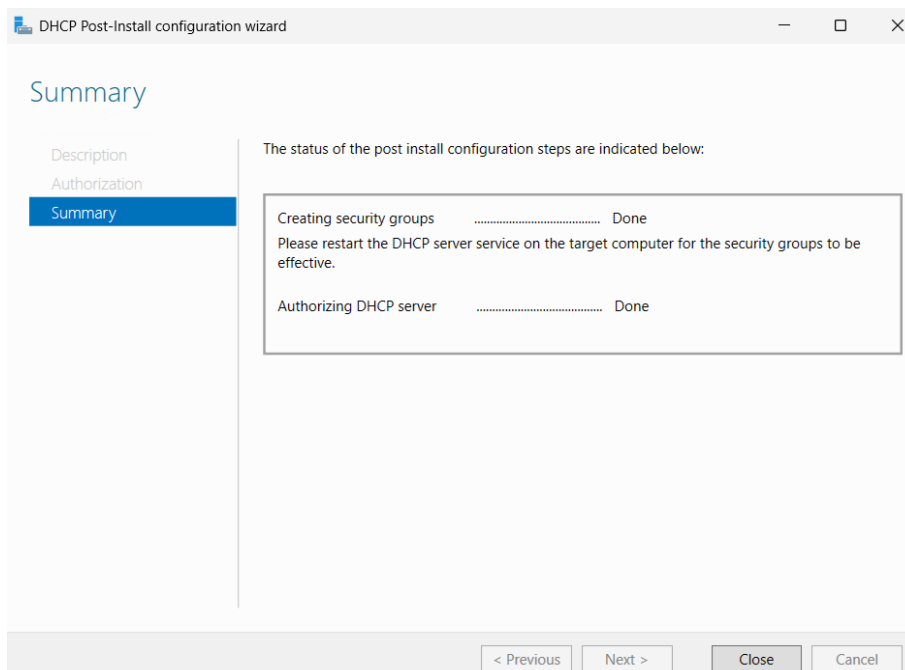 DHCP Post-Install configuration wizard
Summary
Description
Authorization
Summary
The status of the post install configuration steps are indicated below:
Creating security groups ........................................ Done
Please restart the DHCP server service on the target computer for the security groups to be
effective.
Authorizing DHCP server ........................................ Done
< Previous
Next >
Close
Cancel